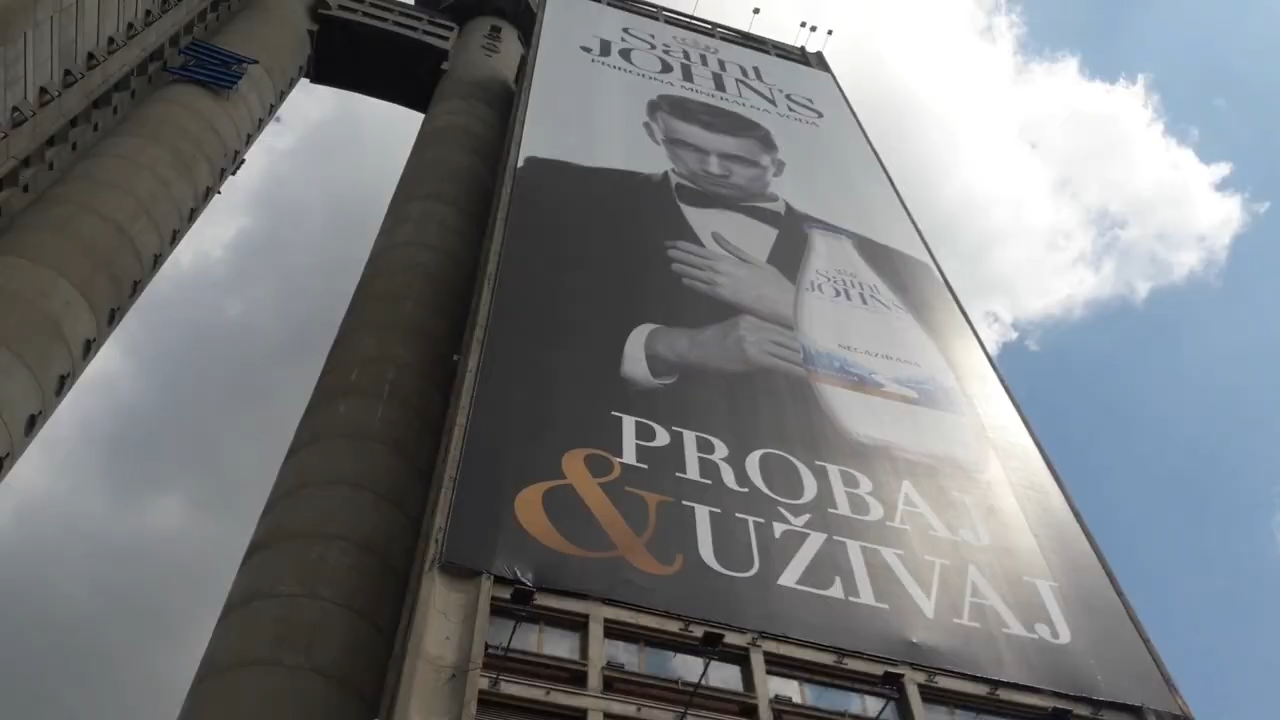 Saint
JOHN'S
PRIRODNA MINERALNA VODA
Saint
JOHN'S
NEGAZIRANA
PROBAJ
& UŽIVAJ